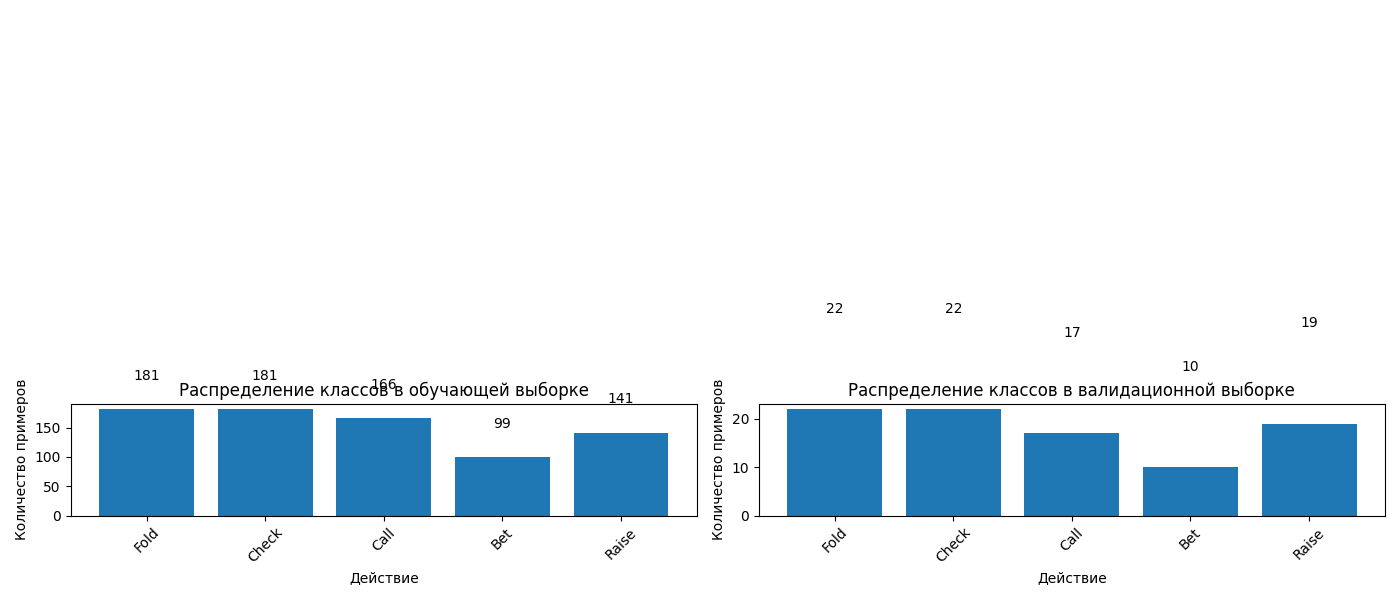 Распределение классов в обучающей выборке
Количество примеров
150
100
50
0
181
181
166
99
141
Fold
Check
Call
Bet
Raise
Действие
Распределение классов в валидационной выборке
Количество примеров
20
10
0
22
22
17
10
19
Fold
Check
Call
Bet
Raise
Действие